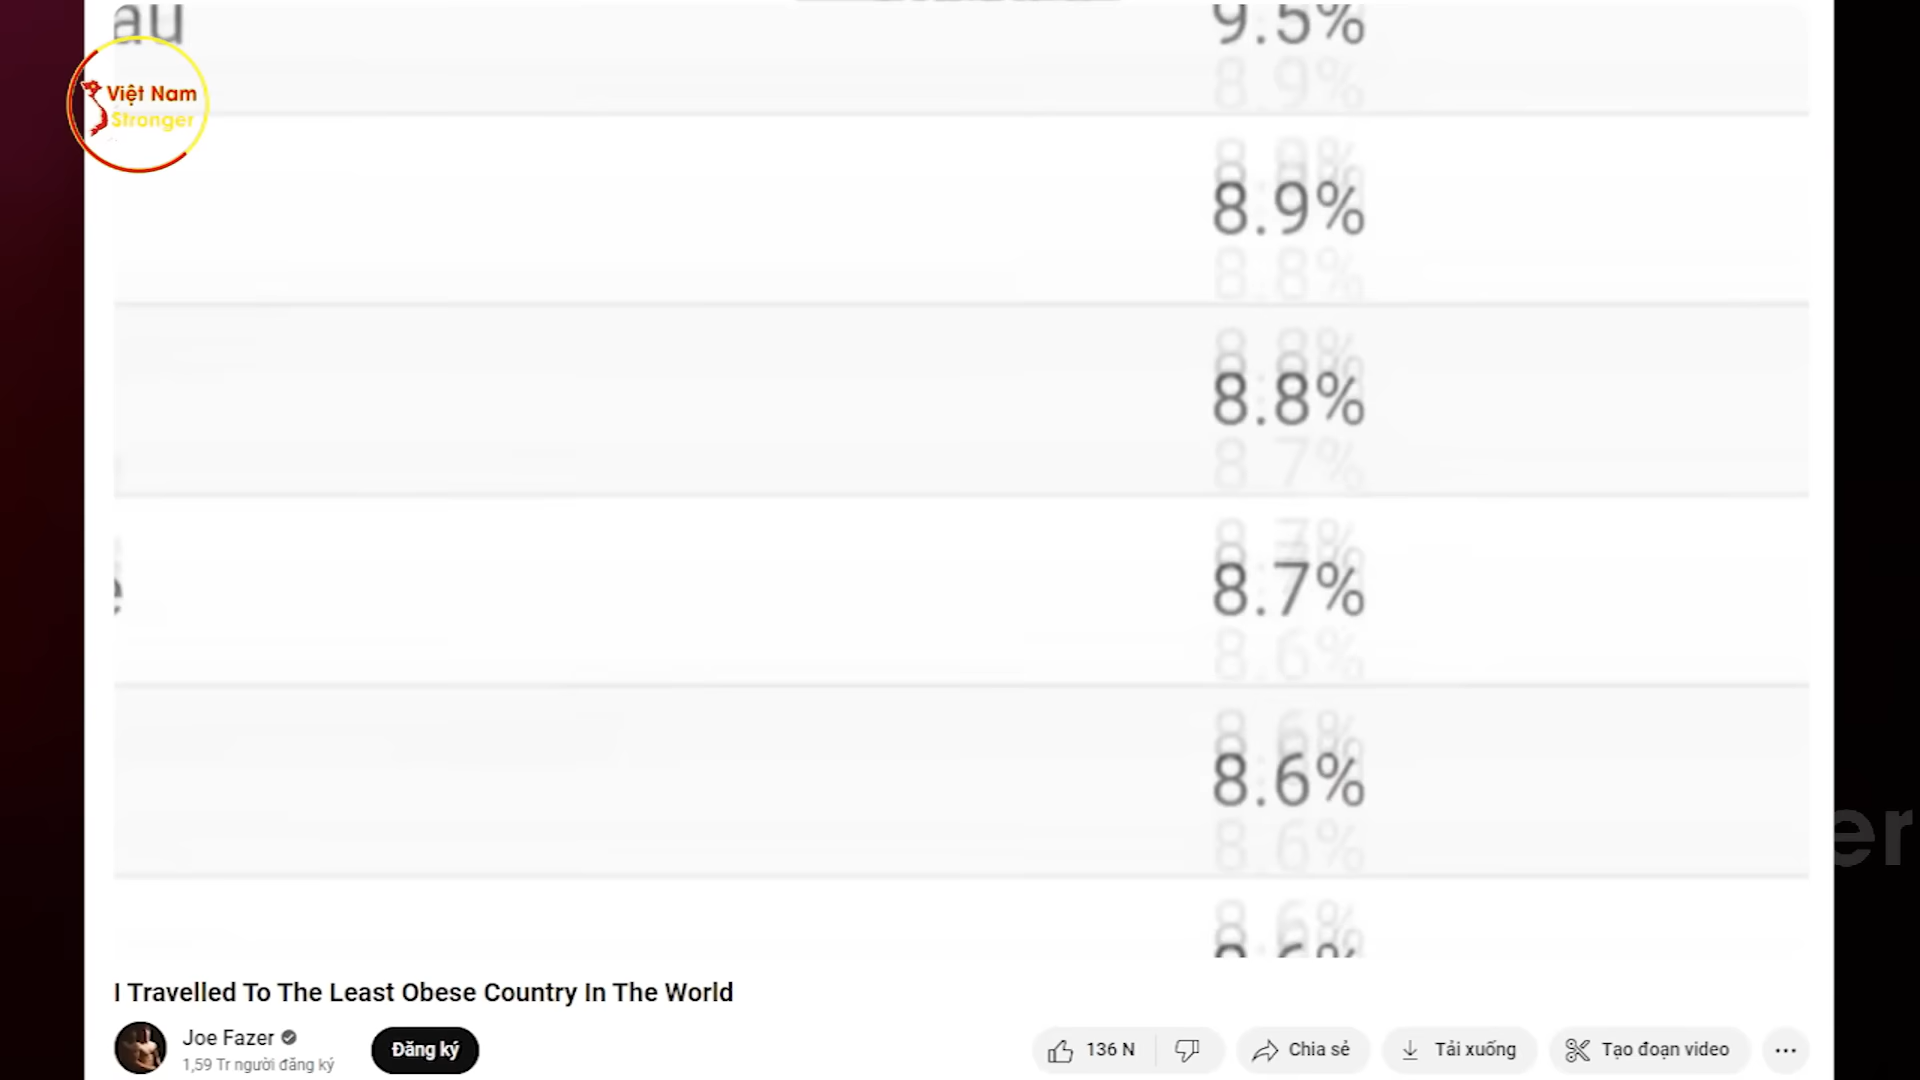 au 9.5%
Việt Nam
Stronger
8.9%
8.8%
8.7%
8.6%
I Travelled To The Least Obese Country In The World
Joe Fazer
1,59 Tr người đăng ký
Đăng ký
136 N
Chia sẻ
Tải xuống
Tạo đoạn video
er